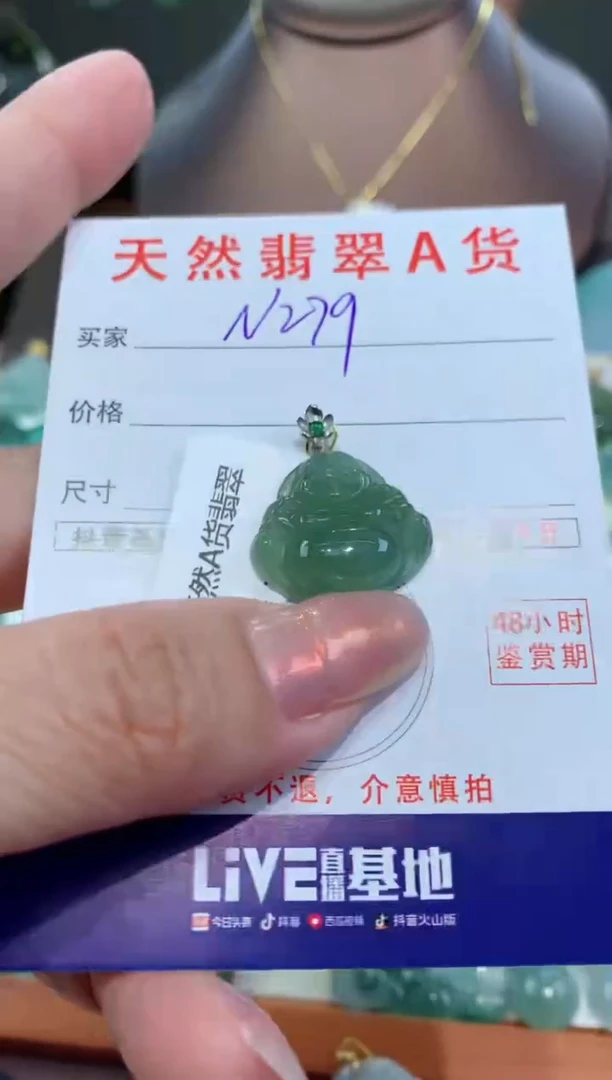 天然翡翠A货
买家 N279
价格
尺寸
然A货翡翠
48小时
鉴赏期
不退，介意慎拍
LiVE直播基地
今日头条 抖音 西瓜视频 抖音火山版